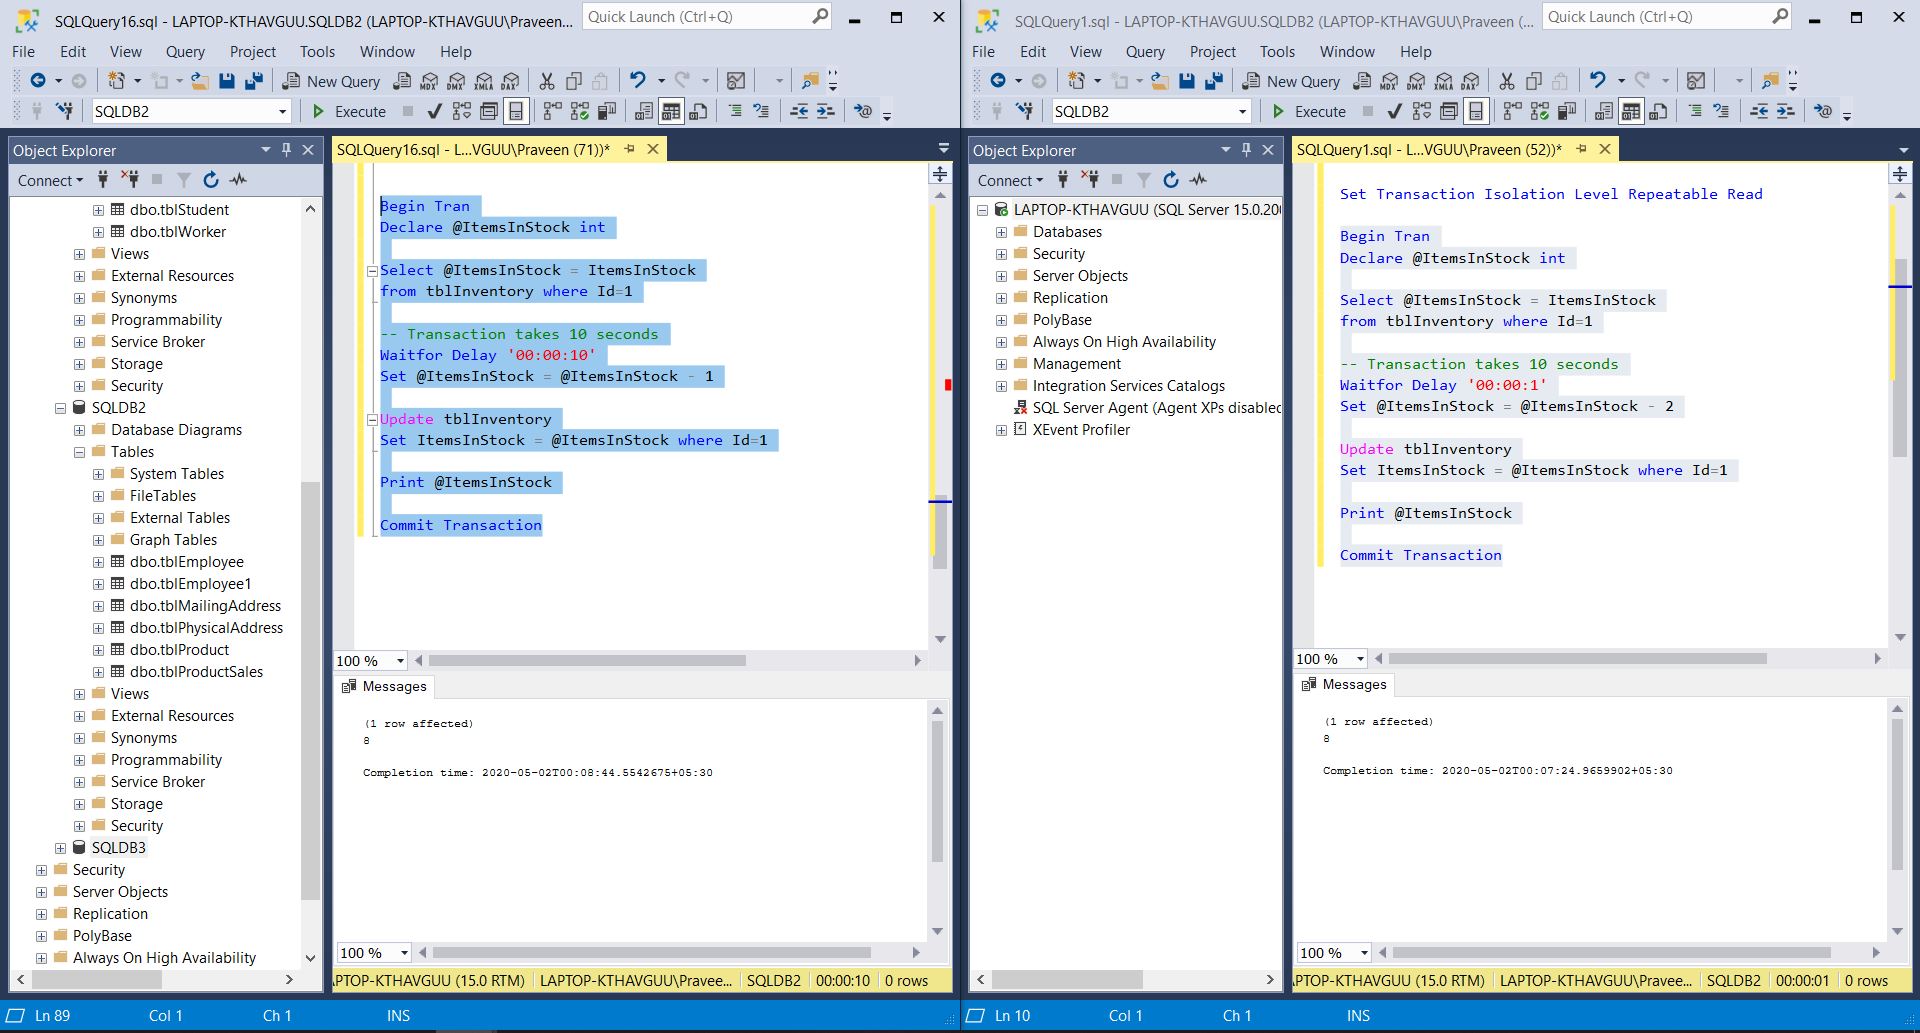 SQLQuery16.sql - LAPTOP-KTHAVGUU.SQLDB2 (LAPTOP-KTHAVGUU\Praveen...
Quick Launch (Ctrl+Q)
File Edit View Query Project Tools Window Help
New Query
MDX DMX XMLA DAX
SQLDB2
Execute
Object Explorer
Connect
dbo.tblStudent
dbo.tblWorker
Views
External Resources
Synonyms
Programmability
Service Broker
Storage
Security
SQLDB2
Database Diagrams
Tables
System Tables
FileTables
External Tables
Graph Tables
dbo.tblEmployee
dbo.tblEmployee1
dbo.tblMailingAddress
dbo.tblPhysicalAddress
dbo.tblProduct
dbo.tblProductSales
Views
External Resources
Synonyms
Programmability
Service Broker
Storage
Security
SQLDB3
Security
Server Objects
Replication
PolyBase
Always On High Availability
SQLQuery16.sql - L...VGUU\Praveen (71))*
Begin Tran
Declare @ItemsInStock int
Select @ItemsInStock = ItemsInStock
from tblInventory where Id=1
-- Transaction takes 10 seconds
Waitfor Delay '00:00:10'
Set @ItemsInStock = @ItemsInStock - 1
Update tblInventory
Set ItemsInStock = @ItemsInStock where Id=1
Print @ItemsInStock
Commit Transaction
100 %
Messages
(1 row affected)
8
Completion time: 2020-05-02T00:08:44.5542675+05:30
100 %
PTOP-KTHAVGUU (15.0 RTM) LAPTOP-KTHAVGUU\Pravee... SQLDB2 00:00:10 0 rows
Ln 89 Col 1 Ch 1 INS
SQLQuery1.sql - LAPTOP-KTHAVGUU.SQLDB2 (LAPTOP-KTHAVGUU\Praveen (...
Quick Launch (Ctrl+Q)
File Edit View Query Project Tools Window Help
New Query
MDX DMX XMLA DAX
SQLDB2
Execute
Object Explorer
Connect
LAPTOP-KTHAVGUU (SQL Server 15.0.200
Databases
Security
Server Objects
Replication
PolyBase
Always On High Availability
Management
Integration Services Catalogs
SQL Server Agent (Agent XPs disabled
XEvent Profiler
SQLQuery1.sql - L...VGUU\Praveen (52))*
Set Transaction Isolation Level Repeatable Read
Begin Tran
Declare @ItemsInStock int
Select @ItemsInStock = ItemsInStock
from tblInventory where Id=1
-- Transaction takes 10 seconds
Waitfor Delay '00:00:1'
Set @ItemsInStock = @ItemsInStock - 2
Update tblInventory
Set ItemsInStock = @ItemsInStock where Id=1
Print @ItemsInStock
Commit Transaction
100 %
Messages
(1 row affected)
8
Completion time: 2020-05-02T00:07:24.9659902+05:30
100 %
PTOP-KTHAVGUU (15.0 RTM) LAPTOP-KTHAVGUU\Pravee... SQLDB2 00:00:01 0 rows
Ln 10 Col 1 Ch 1 INS